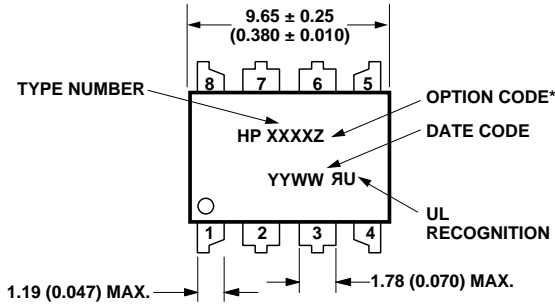 9.65 ± 0.25
(0.380 ± 0.010)
8 7 6 5
TYPE NUMBER
OPTION CODE*
HP XXXXZ
DATE CODE
YYWW ЯU
UL
RECOGNITION
1 2 3 4
1.19 (0.047) MAX.
1.78 (0.070) MAX.